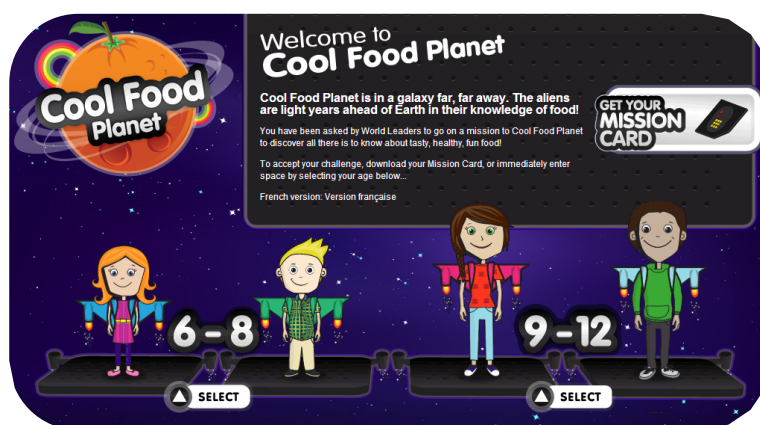 Cool Food
Planet
Welcome to
Cool Food Planet
Cool Food Planet is in a galaxy far, far away. The aliens
are light years ahead of Earth in their knowledge of food!
You have been asked by World Leaders to go on a mission to Cool Food Planet
to discover all there is to know about tasty, healthy, fun food!
To accept your challenge, download your Mission Card, or immediately enter
space by selecting your age below...
French version: Version française
GET YOUR
MISSION
CARD
6-8
9-12
SELECT
SELECT